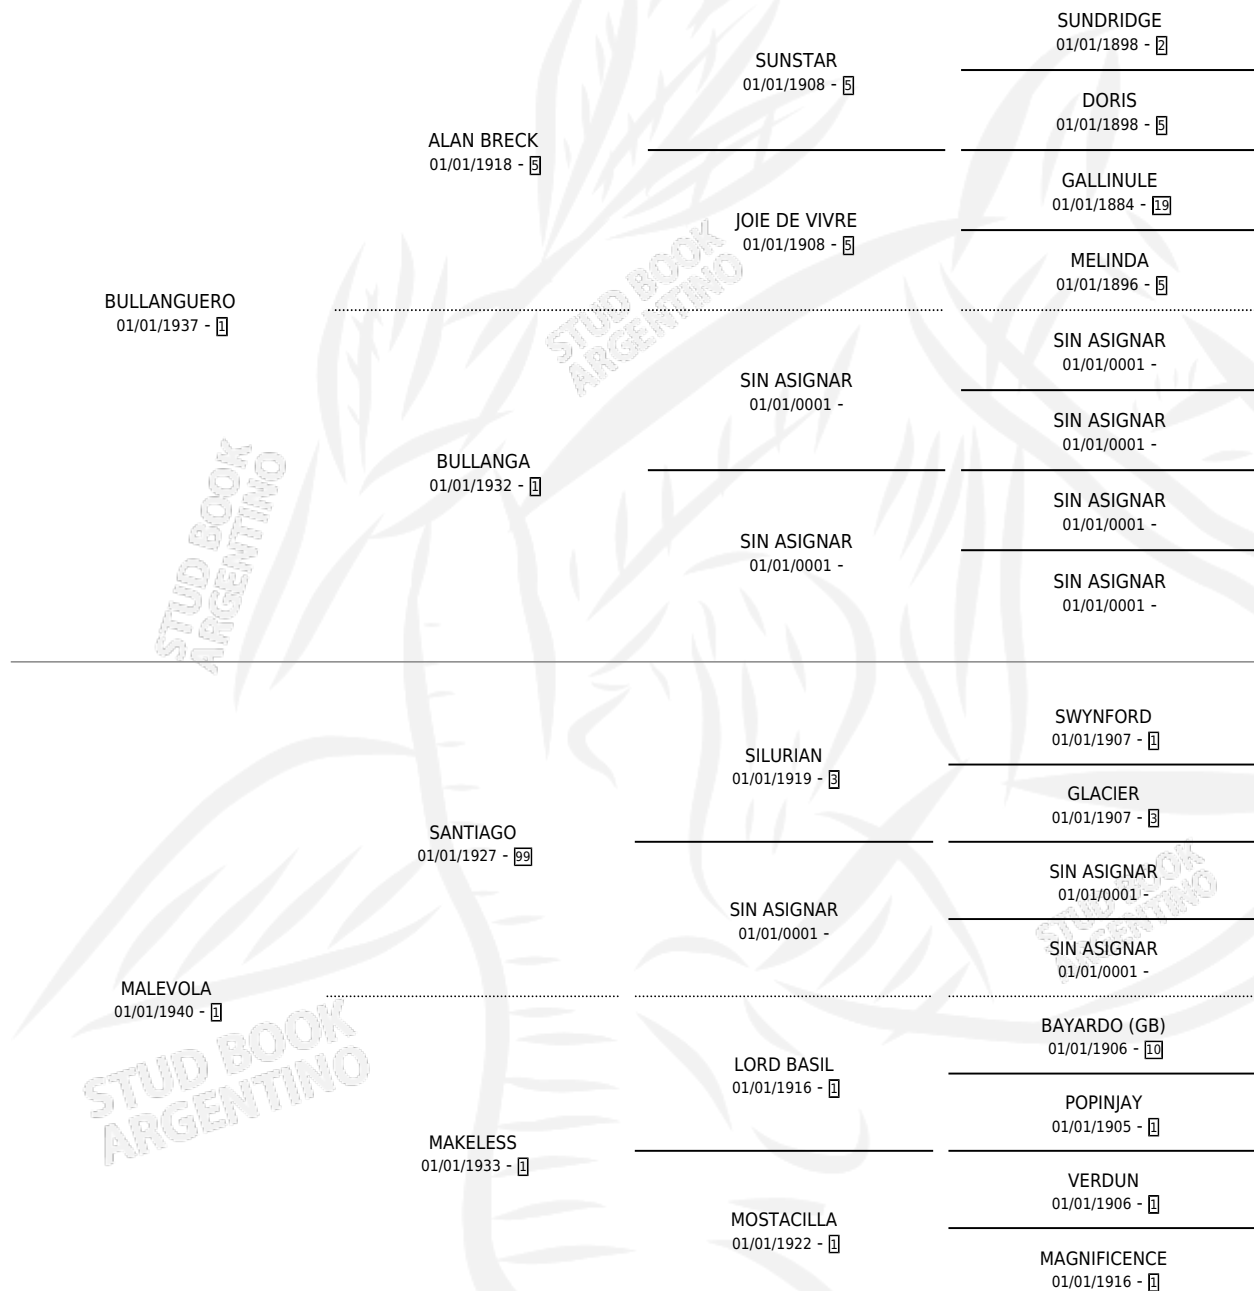 SUNDRIDGE
01/01/1898 - 2
SUNSTAR
01/01/1908 - 5
DORIS
01/01/1898 - 5
ALAN BRECK
01/01/1918 - 5
GALLINULE
01/01/1884 - 19
JOIE DE VIVRE
01/01/1908 - 5
MELINDA
01/01/1896 - 5
BULLANGUERO
01/01/1937 - 1
STUD BOOK
ARGENTINO
SIN ASIGNAR
01/01/0001 -
SIN ASIGNAR
01/01/0001 -
SIN ASIGNAR
01/01/0001 -
BULLANGA
01/01/1932 - 1
STUD BOOK
ARGENTINO
SIN ASIGNAR
01/01/0001 -
SIN ASIGNAR
01/01/0001 -
SIN ASIGNAR
01/01/0001 -
SWYNFORD
01/01/1907 - 1
SILURIAN
01/01/1919 - 3
GLACIER
01/01/1907 - 3
SANTIAGO
01/01/1927 - 99
SIN ASIGNAR
01/01/0001 -
SIN ASIGNAR
01/01/0001 -
STUD BOOK
ARGENTINO
SIN ASIGNAR
01/01/0001 -
MALEVOLA
01/01/1940 - 1
STUD BOOK
ARGENTINO
BAYARDO (GB)
01/01/1906 - 10
LORD BASIL
01/01/1916 - 1
POPINJAY
01/01/1905 - 1
MAKELESS
01/01/1933 - 1
VERDUN
01/01/1906 - 1
MOSTACILLA
01/01/1922 - 1
MAGNIFICENCE
01/01/1916 - 1